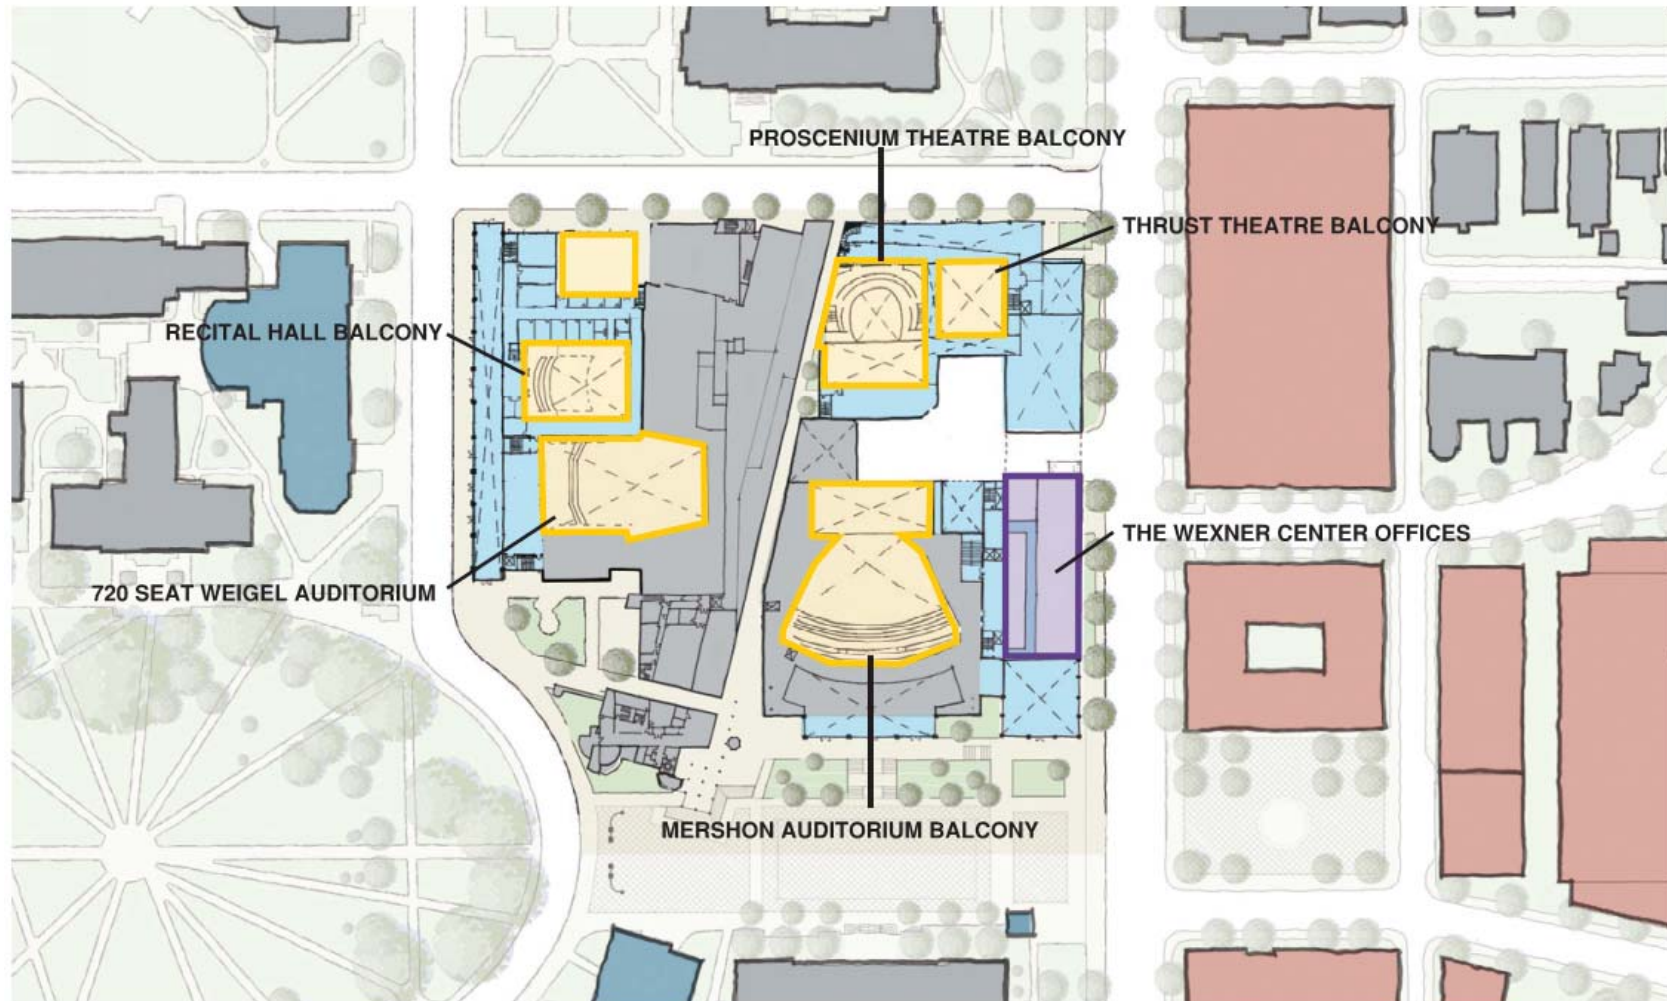 PROSCENIUM THEATRE BALCONY
THRUST THEATRE BALCONY
RECITAL HALL BALCONY
THE WEXNER CENTER OFFICES
720 SEAT WEIGEL AUDITORIUM
MERSHON AUDITORIUM BALCONY